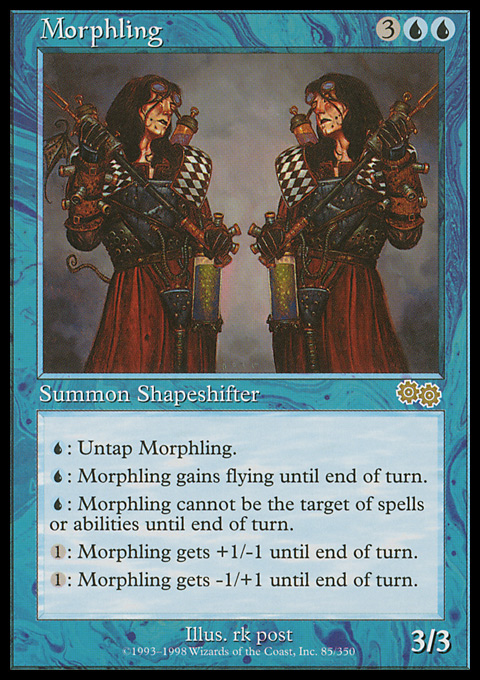 Morphling 3
Summon Shapeshifter
: Untap Morphling.
: Morphling gains flying until end of turn.
: Morphling cannot be the target of spells
or abilities until end of turn.
1: Morphling gets +1/-1 until end of turn.
1: Morphling gets -1/+1 until end of turn.
Illus. rk post
©1993-1998 Wizards of the Coast, Inc. 85/350
3/3